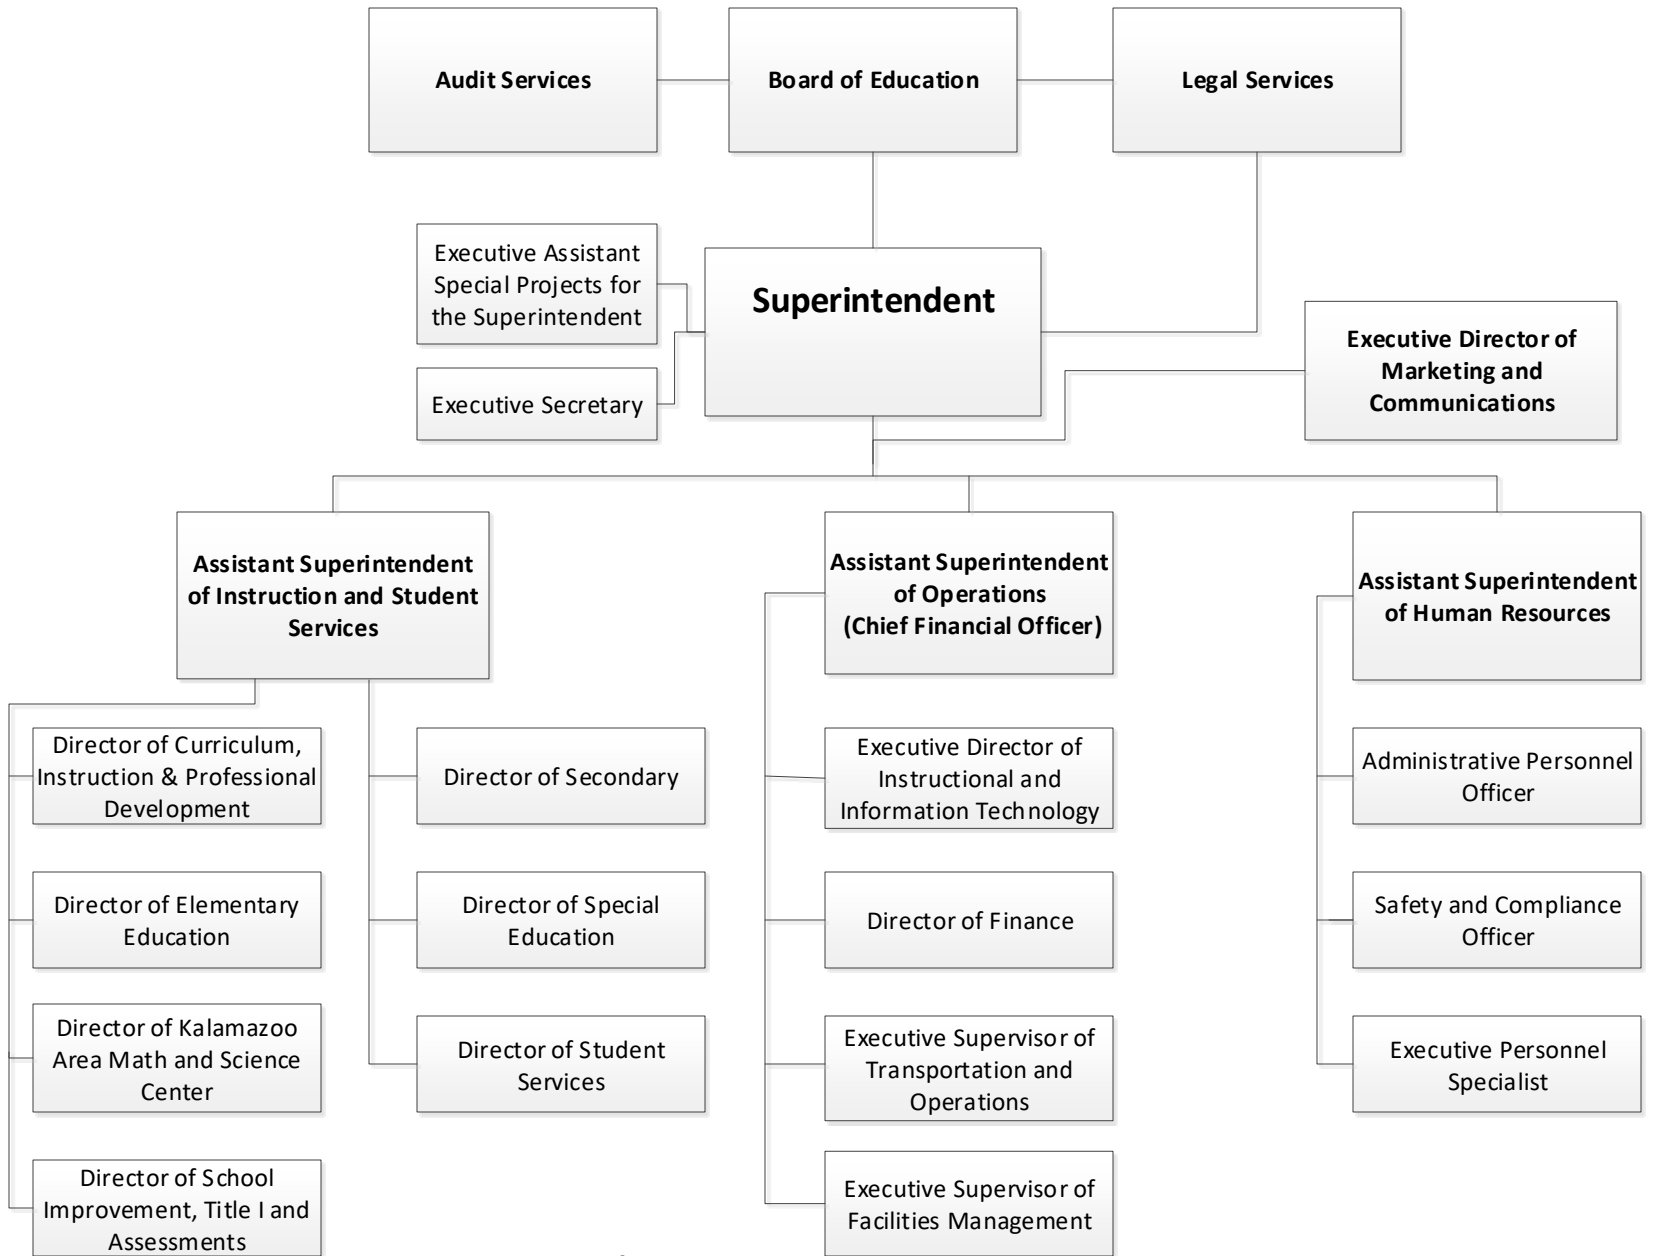 Audit Services
Board of Education
Legal Services
Executive Assistant
Special Projects for
the Superintendent
Superintendent
Executive Director of
Marketing and
Communications
Executive Secretary
Assistant Superintendent
of Instruction and Student
Services
Assistant Superintendent
of Operations
(Chief Financial Officer)
Assistant Superintendent
of Human Resources
Director of Curriculum,
Instruction & Professional
Development
Director of Secondary
Executive Director of
Instructional and
Information Technology
Administrative Personnel
Officer
Director of Elementary
Education
Director of Special
Education
Director of Finance
Safety and Compliance
Officer
Director of Kalamazoo
Area Math and Science
Center
Director of Student
Services
Executive Supervisor of
Transportation and
Operations
Executive Personnel
Specialist
Director of School
Improvement, Title I and
Assessments
Executive Supervisor of
Facilities Management